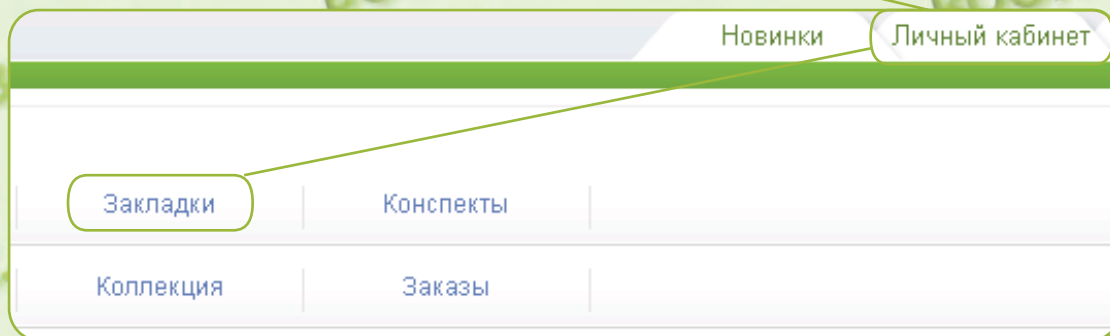 Новинки Личный кабинет
Закладки Конспекты
Коллекция Заказы